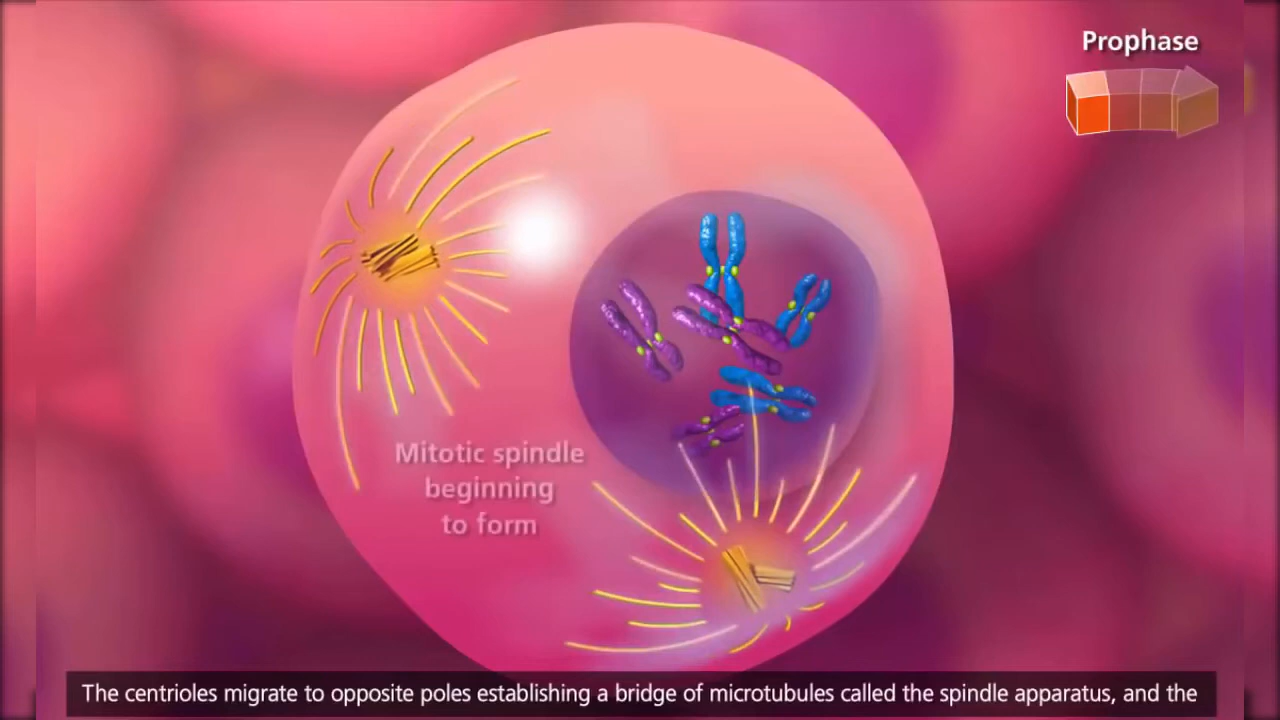 Prophase
Mitotic spindle
beginning
to form
The centrioles migrate to opposite poles establishing a bridge of microtubules called the spindle apparatus, and the